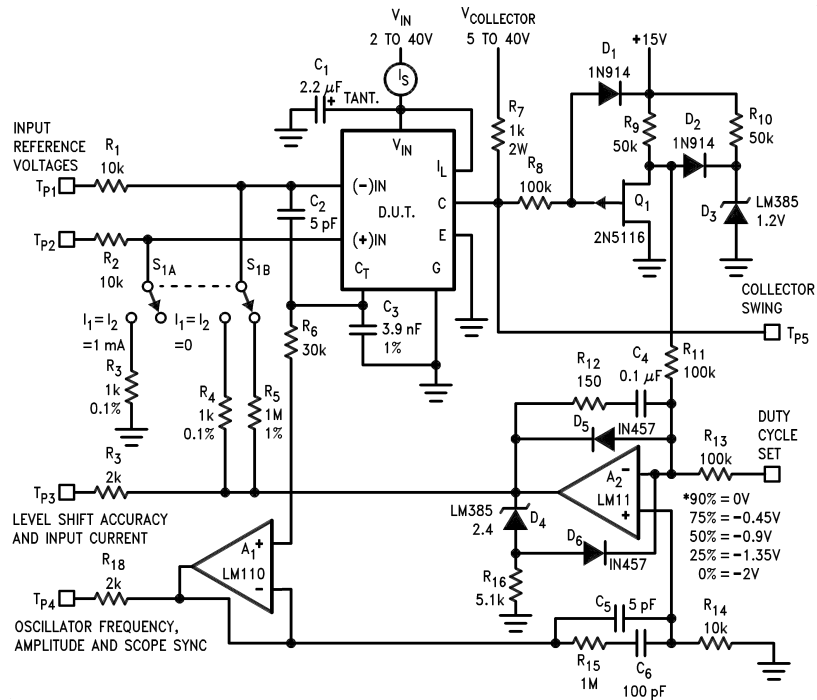 V_IN
2 TO 40V
V_COLLECTOR
5 TO 40V
+15V
D1
1N914
C1
2.2 μF
+ TANT.
I_S
R7
1k
2W
R9
50k
D2
1N914
R10
50k
INPUT
REFERENCE
VOLTAGES
R1
10k
V_IN
I_L
R8
100k
T_P1
(−)IN
C2
5 pF
D.U.T.
C
Q1
2N5116
D3
LM385
1.2V
T_P2
(+)IN
E
R2
10k
S1A
S1B
C_T
G
COLLECTOR
SWING
T_P5
I1 = I2
=1 mA
I1 = I2
=0
R6
30k
C3
3.9 nF
1%
R3
1k
0.1%
R4
1k
0.1%
R5
1M
1%
R12
150
C4
0.1 μF
R11
100k
D5
IN457
R13
100k
DUTY
CYCLE
SET
R3
2k
T_P3
A2
−
LM11
+
*90% = 0V
75% = −0.45V
50% = −0.9V
25% = −1.35V
0% = −2V
LEVEL SHIFT ACCURACY
AND INPUT CURRENT
LM385
2.4
D4
D6
IN457
R18
2k
A1
+
LM110
−
R16
5.1k
T_P4
OSCILLATOR FREQUENCY,
AMPLITUDE AND SCOPE SYNC
C5
5 pF
R14
10k
R15
1M
C6
100 pF